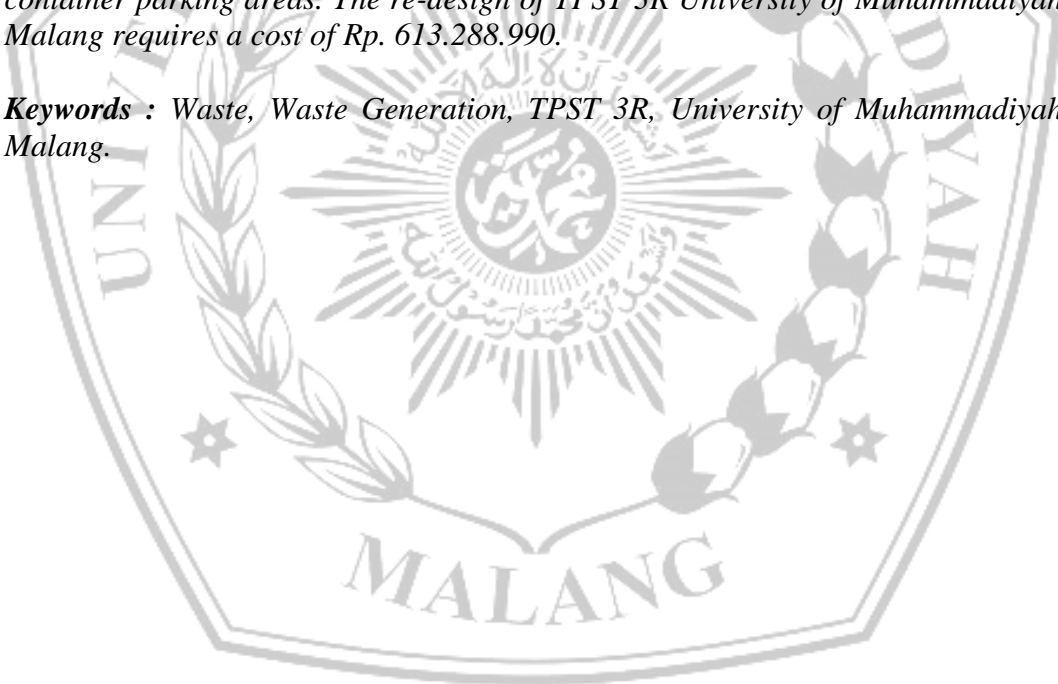 container parking areas. The re-design of TPST 3R University of Muhammadiyah
Malang requires a cost of Rp. 613.288.990.
Keywords : Waste, Waste Generation, TPST 3R, University of Muhammadiyah
Malang.
MALANG